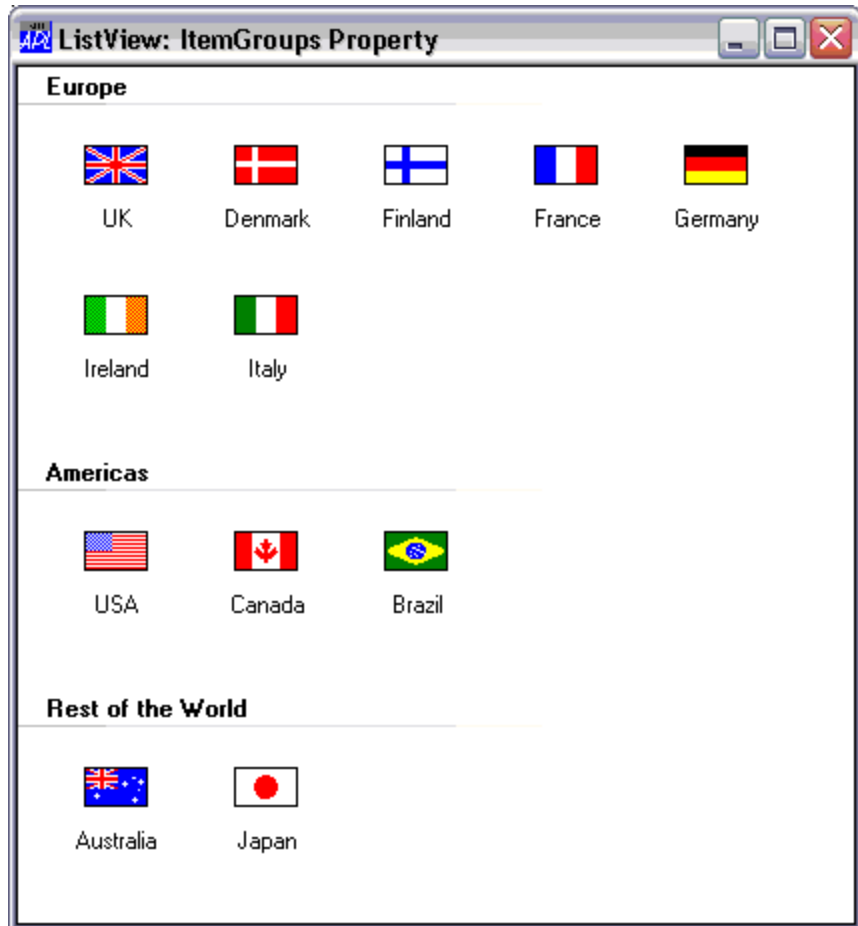 APL ListView: ItemGroups Property
Europe
UK Denmark Finland France Germany
Ireland Italy
Americas
USA Canada Brazil
Rest of the World
Australia Japan